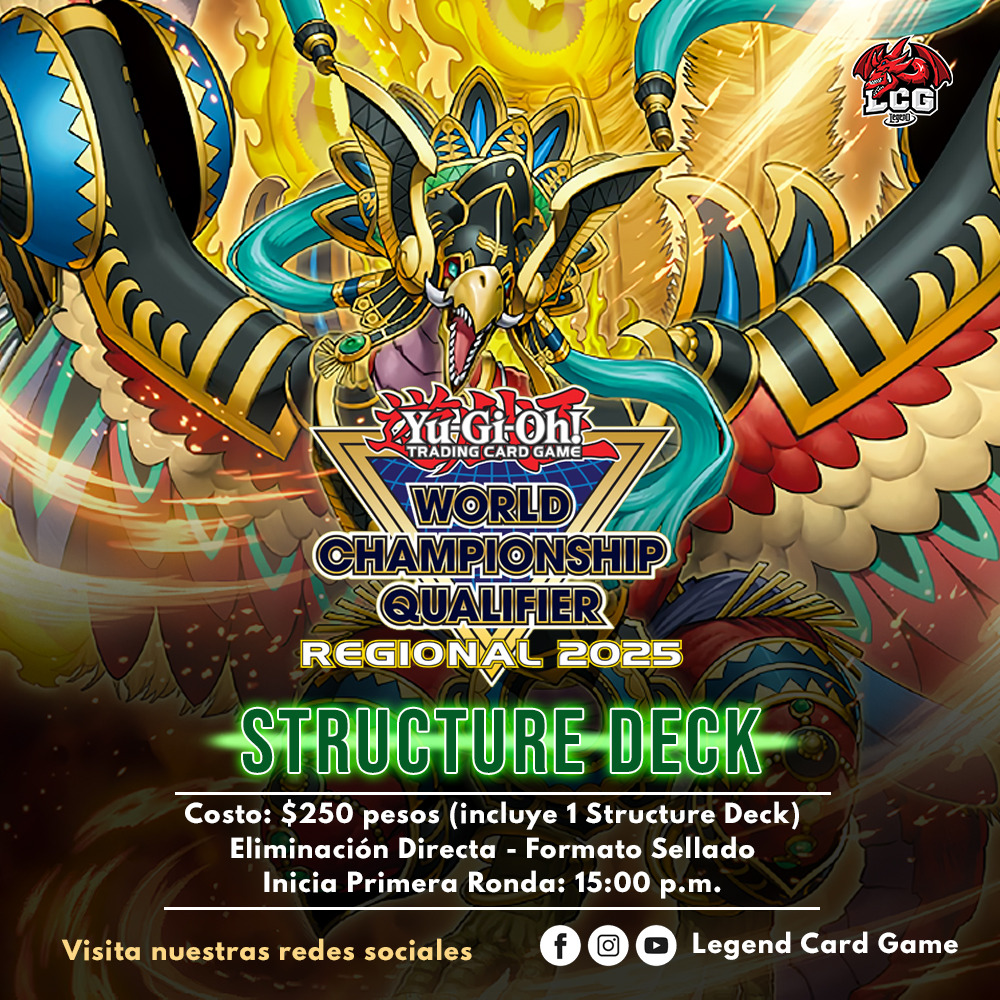 LCG
Legend
Yu-Gi-Oh!
TRADING CARD GAME
WORLD
CHAMPIONSHIP
QUALIFIER
REGIONAL 2025
STRUCTURE DECK
Costo: $250 pesos (incluye 1 Structure Deck)
Eliminación Directa - Formato Sellado
Inicia Primera Ronda: 15:00 p.m.
Visita nuestras redes sociales
Legend Card Game